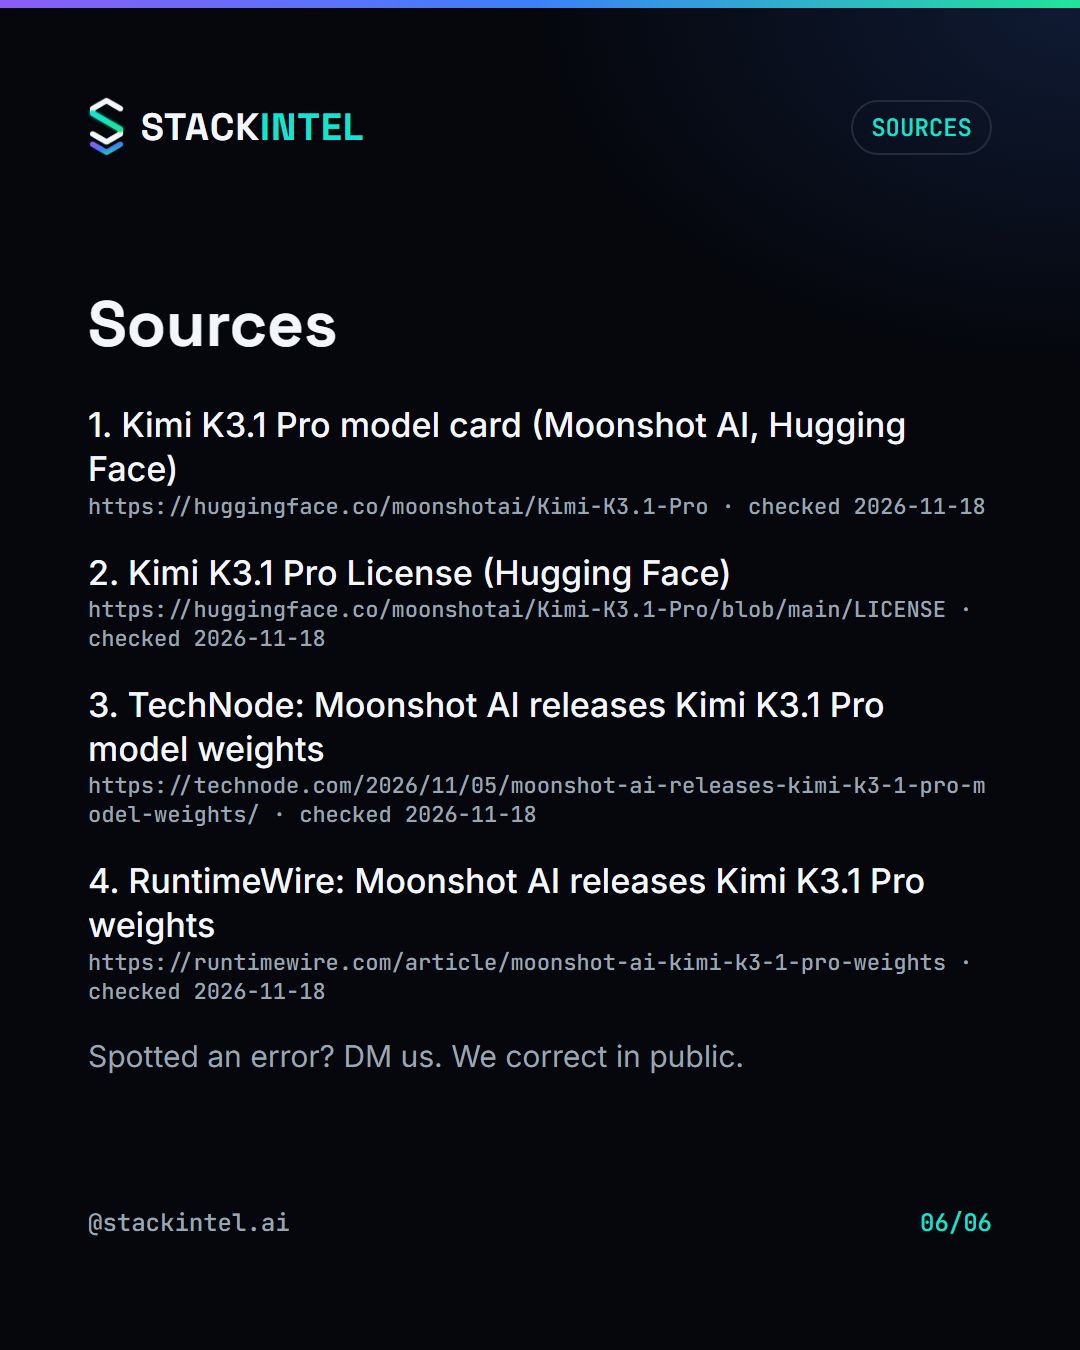 STACKINTEL
SOURCES
Sources
1. Kimi K3.1 Pro model card (Moonshot AI, Hugging
Face)
https://huggingface.co/moonshotai/Kimi-K3.1-Pro · checked 2026-11-18
2. Kimi K3.1 Pro License (Hugging Face)
https://huggingface.co/moonshotai/Kimi-K3.1-Pro/blob/main/LICENSE ·
checked 2026-11-18
3. TechNode: Moonshot AI releases Kimi K3.1 Pro
model weights
https://technode.com/2026/11/05/moonshot-ai-releases-kimi-k3-1-pro-m
odel-weights/ · checked 2026-11-18
4. RuntimeWire: Moonshot AI releases Kimi K3.1 Pro
weights
https://runtimewire.com/article/moonshot-ai-kimi-k3-1-pro-weights ·
checked 2026-11-18
Spotted an error? DM us. We correct in public.
@stackintel.ai
06/06